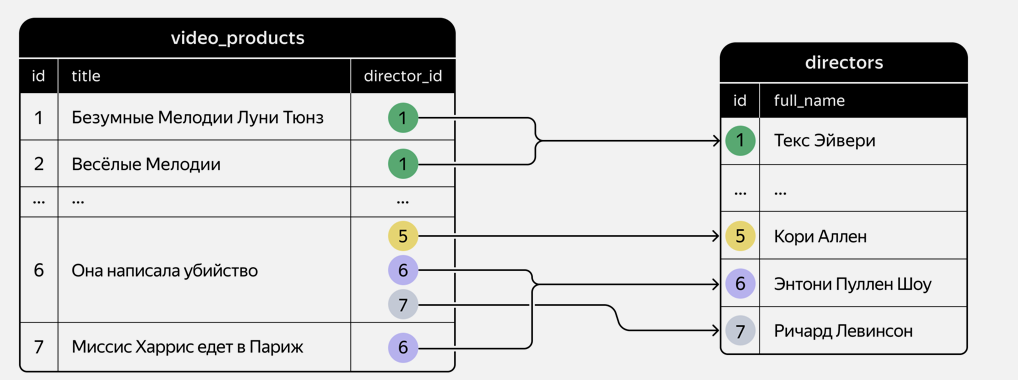 video_products
id title director_id
1 Безумные Мелодии Луни Тюнз 1
2 Весёлые Мелодии 1
... ... ...
6 Она написала убийство 5
6
7
7 Миссис Харрис едет в Париж 6
directors
id full_name
1 Текс Эйвери
... ...
5 Кори Аллен
6 Энтони Пуллен Шоу
7 Ричард Левинсон